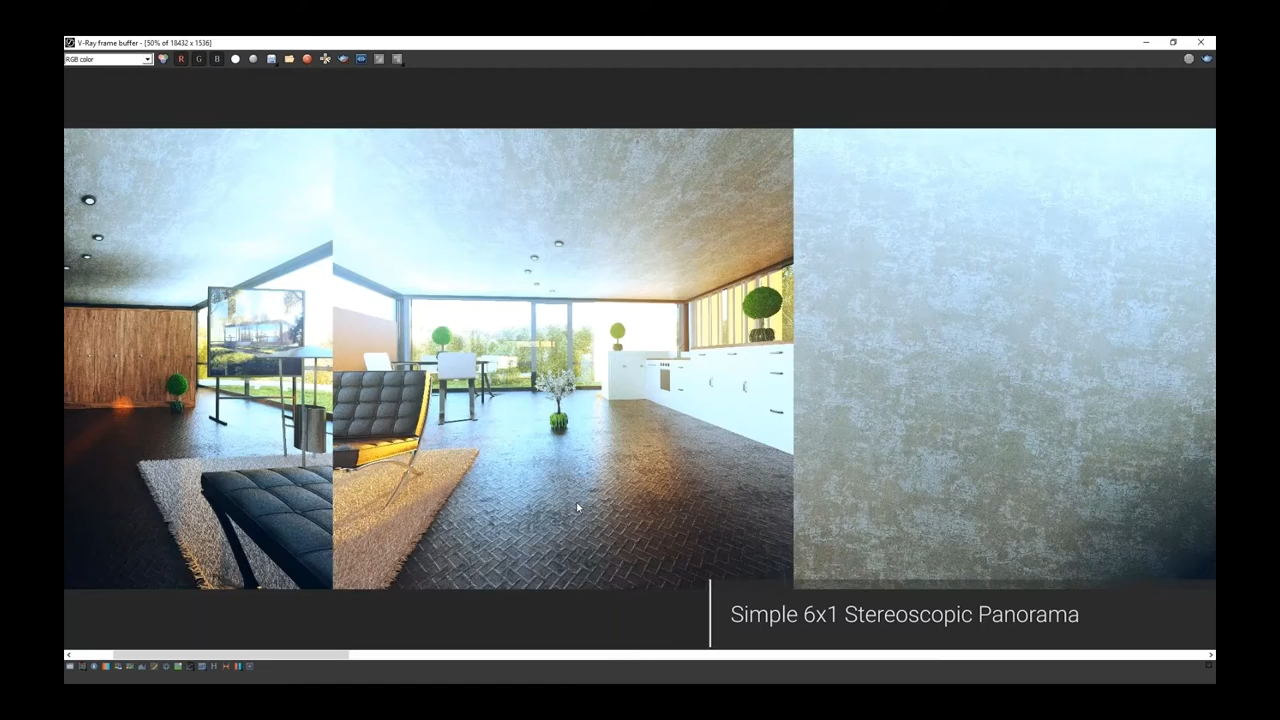 V-Ray frame buffer - [50% of 18432 x 1536]
RGB color
R G B
Simple 6x1 Stereoscopic Panorama
H